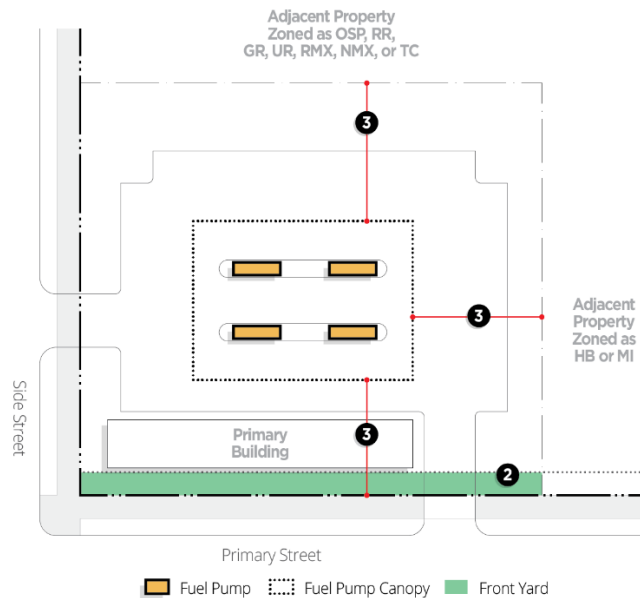 Adjacent Property
Zoned as OSP, RR,
GR, UR, RMX, NMX, or TC
3
3
Adjacent
Property
Zoned as
HB or MI
Side Street
3
Primary
Building
2
Primary Street
Fuel Pump
Fuel Pump Canopy
Front Yard